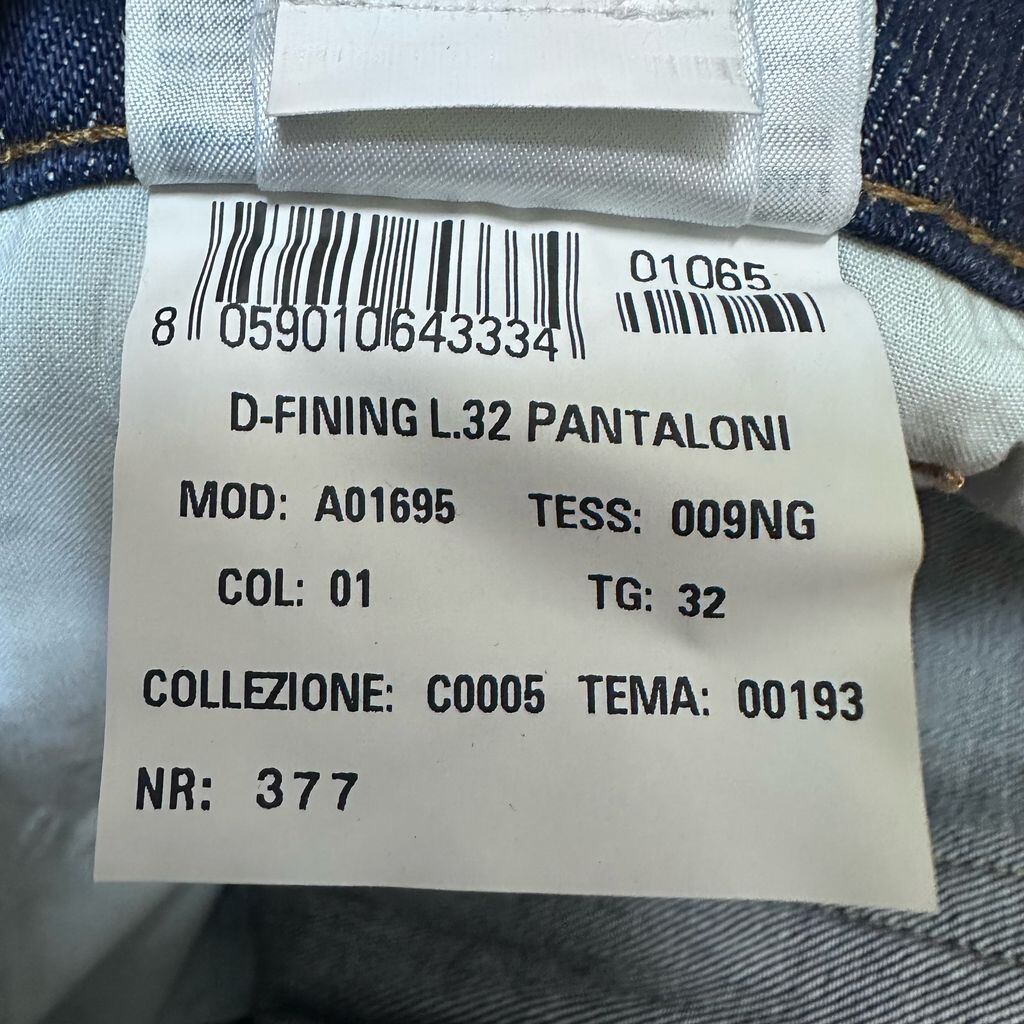 01065
8 059010 643334
D-FINING L.32 PANTALONI
MOD: A01695 TESS: 009NG
COL: 01 TG: 32
COLLEZIONE: C0005 TEMA: 00193
NR: 377